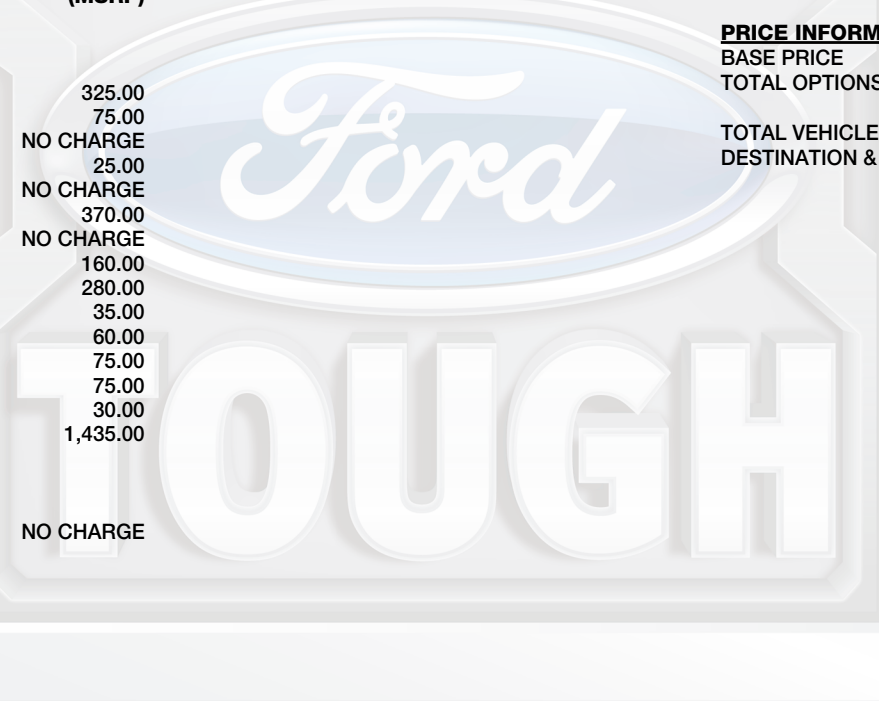 (MSRP)
325.00
75.00
NO CHARGE
25.00
NO CHARGE
370.00
NO CHARGE
160.00
280.00
35.00
60.00
75.00
75.00
30.00
1,435.00
NO CHARGE
PRICE INFORM
BASE PRICE
TOTAL OPTIONS
TOTAL VEHICLE
DESTINATION &
Ford
TOUGH